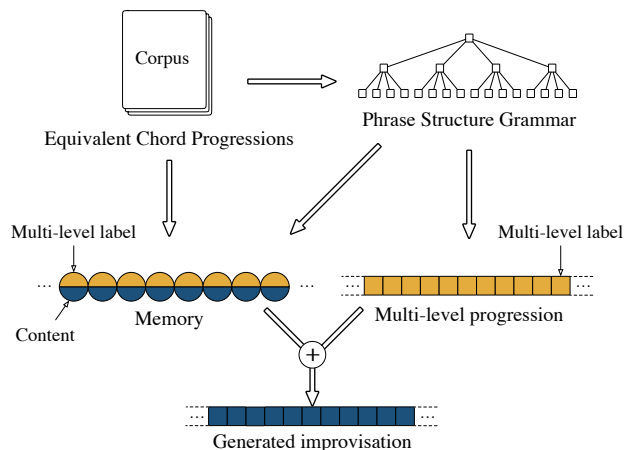 Corpus
Equivalent Chord Progressions
Phrase Structure Grammar
Multi-level label
Multi-level label
...
...
...
...
Content
Memory
Multi-level progression
+
...
...
Generated improvisation